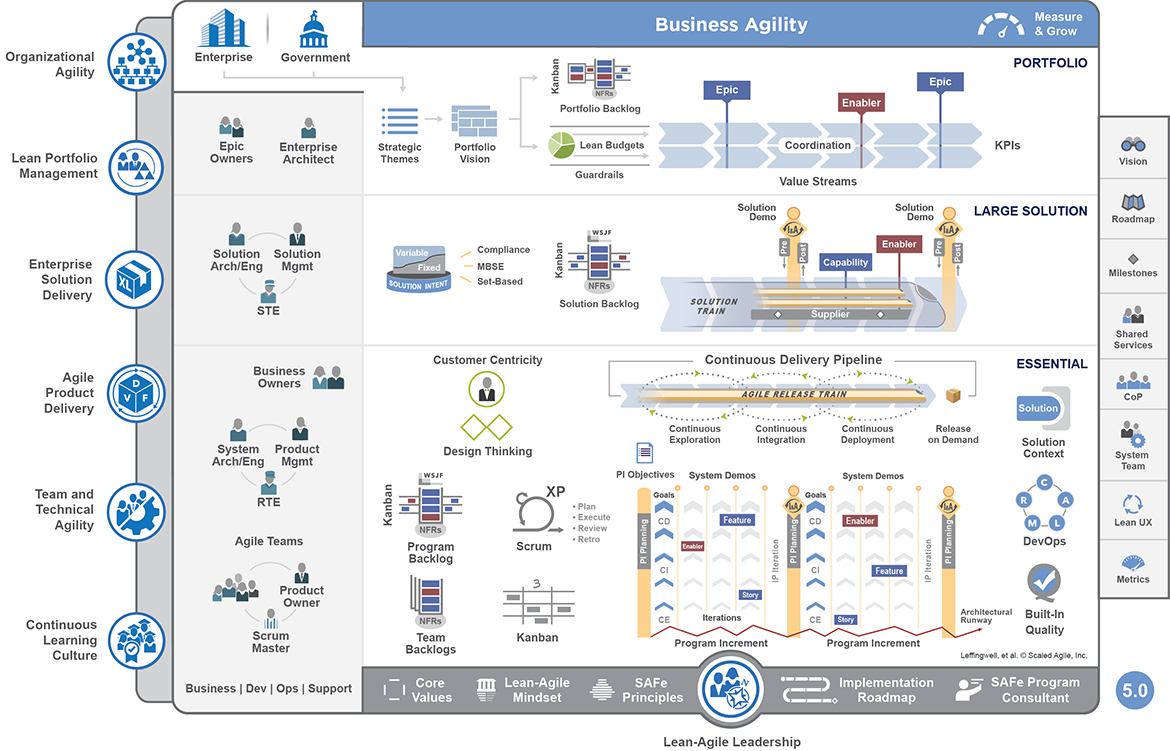 Business Agility
Measure
& Grow
Enterprise
Government
Organizational
Agility
Lean Portfolio
Management
Enterprise
Solution
Delivery
XL
Agile
Product
Delivery
D
V
F
Team and
Technical
Agility
Continuous
Learning
Culture
PORTFOLIO
Epic
Owners
Enterprise
Architect
Strategic
Themes
Portfolio
Vision
Kanban
NFRs
Portfolio Backlog
Lean Budgets
Guardrails
Epic
Enabler
Epic
Coordination
KPIs
Value Streams
LARGE SOLUTION
Solution
Arch/Eng
Solution
Mgmt
STE
Variable
Fixed
SOLUTION INTENT
Compliance
MBSE
Set-Based
Kanban
WSJF
NFRs
Solution Backlog
Solution
Demo
I&A
Pre
Post
Capability
Enabler
Solution
Demo
I&A
Pre
Post
SOLUTION
TRAIN
Supplier
ESSENTIAL
Business
Owners
System
Arch/Eng
Product
Mgmt
RTE
Agile Teams
Product
Owner
Scrum
Master
Business | Dev | Ops | Support
Customer Centricity
Design Thinking
Kanban
WSJF
NFRs
Program
Backlog
XP
Scrum
• Plan
• Execute
• Review
• Retro
NFRs
Team
Backlogs
3
Kanban
Continuous Delivery Pipeline
AGILE RELEASE TRAIN
Continuous
Exploration
Continuous
Integration
Continuous
Deployment
Release
on Demand
PI Objectives
System Demos
System Demos
PI Planning
Goals
CD
CI
CE
Enabler
Feature
Story
IP Iteration
Iterations
I&A
PI Planning
Goals
CD
CI
CE
Enabler
Feature
Story
IP Iteration
I&A
PI Planning
Architectural
Runway
Program Increment
Program Increment
Solution
Solution
Context
C
R
A
M
L
DevOps
Built-In
Quality
Leffingwell, et al. © Scaled Agile, Inc.
Vision
Roadmap
Milestones
Shared
Services
CoP
System
Team
Lean UX
Metrics
Core
Values
Lean-Agile
Mindset
SAFe
Principles
Implementation
Roadmap
SAFe Program
Consultant
Lean-Agile Leadership
5.0